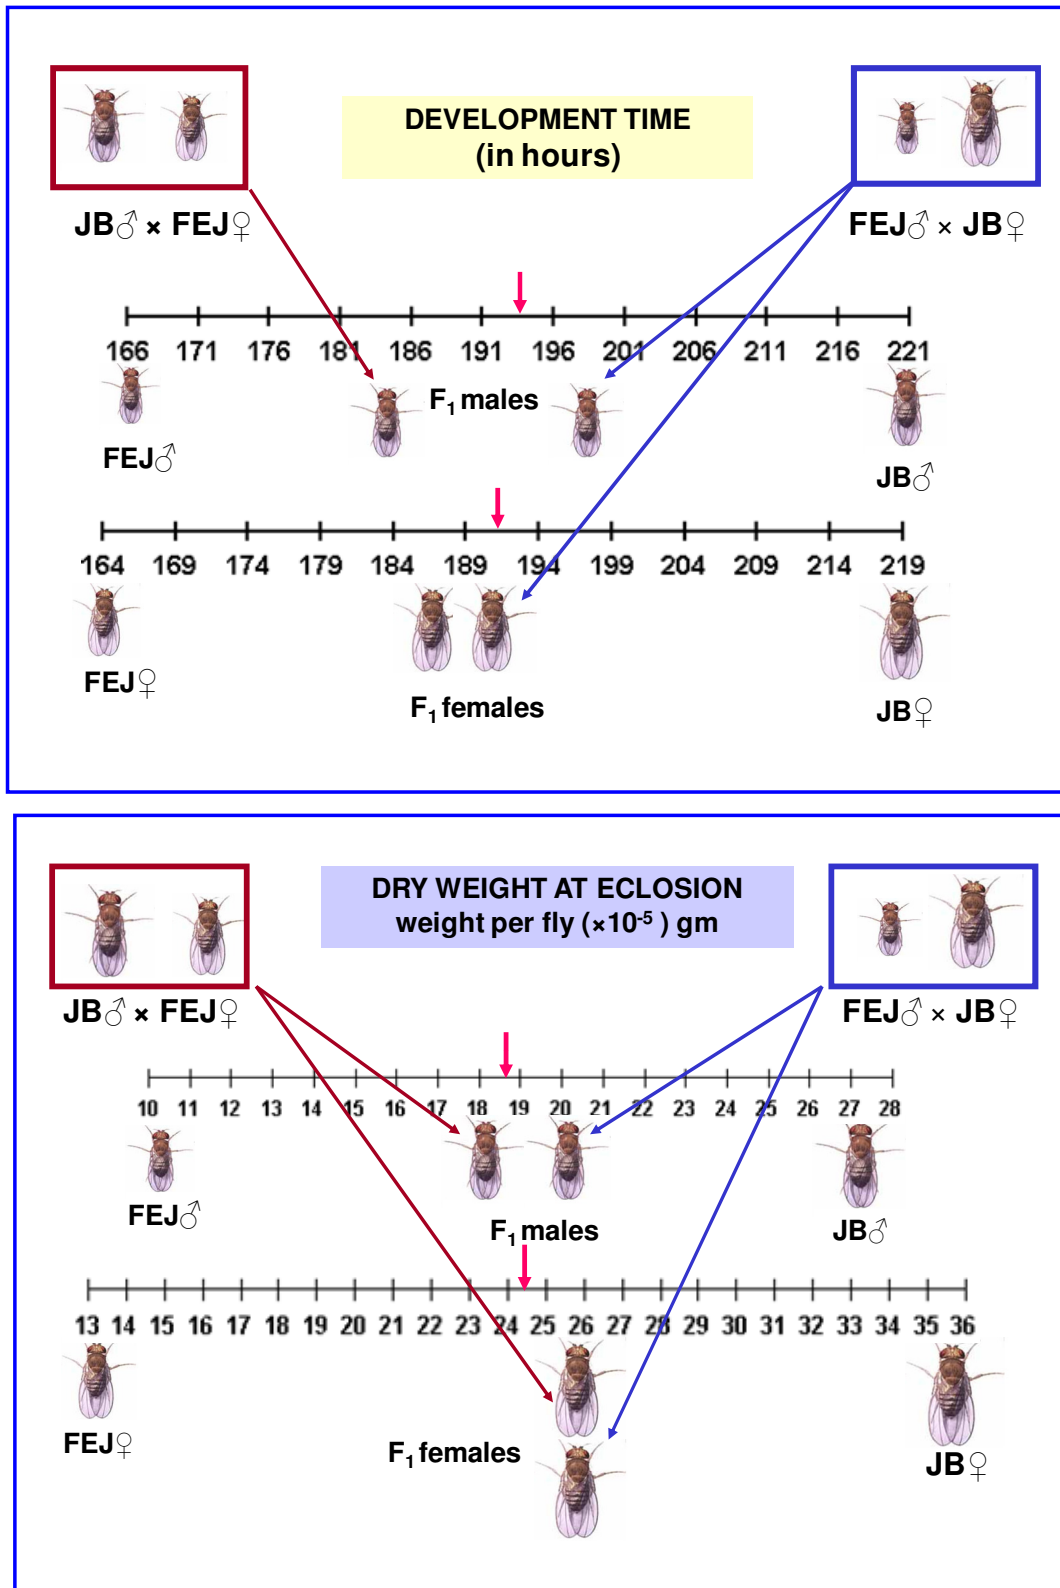 DEVELOPMENT TIME
(in hours)
JB♂ × FEJ♀
FEJ♂ × JB♀
166 171 176 181 186 191 196 201 206 211 216 221
F₁ males
FEJ♂
JB♂
164 169 174 179 184 189 194 199 204 209 214 219
FEJ♀
F₁ females
JB♀
DRY WEIGHT AT ECLOSION
weight per fly (×10⁻⁵ ) gm
JB♂ × FEJ♀
FEJ♂ × JB♀
10 11 12 13 14 15 16 17 18 19 20 21 22 23 24 25 26 27 28
FEJ♂
F₁ males
JB♂
13 14 15 16 17 18 19 20 21 22 23 24 25 26 27 28 29 30 31 32 33 34 35 36
FEJ♀
F₁ females
JB♀